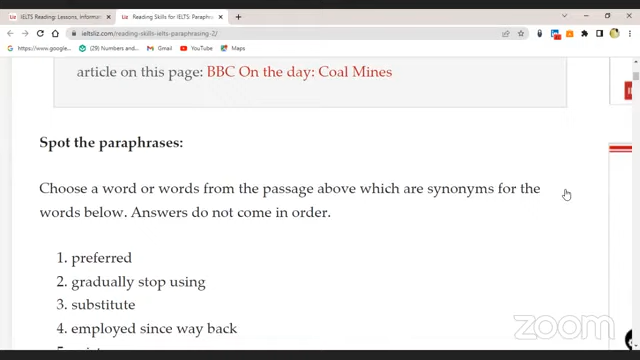 Liz IELTS Reading: Lessons, Informat
Liz Reading Skills for IELTS: Paraphr
ieltsliz.com/reading-skills-ielts-paraphrasing-2/
https://www.google...
(29) Numbers and...
Gmail
YouTube
Maps
article on this page: BBC On the day: Coal Mines
Spot the paraphrases:
Choose a word or words from the passage above which are synonyms for the
words below. Answers do not come in order.
1. preferred
2. gradually stop using
3. substitute
4. employed since way back
zoom